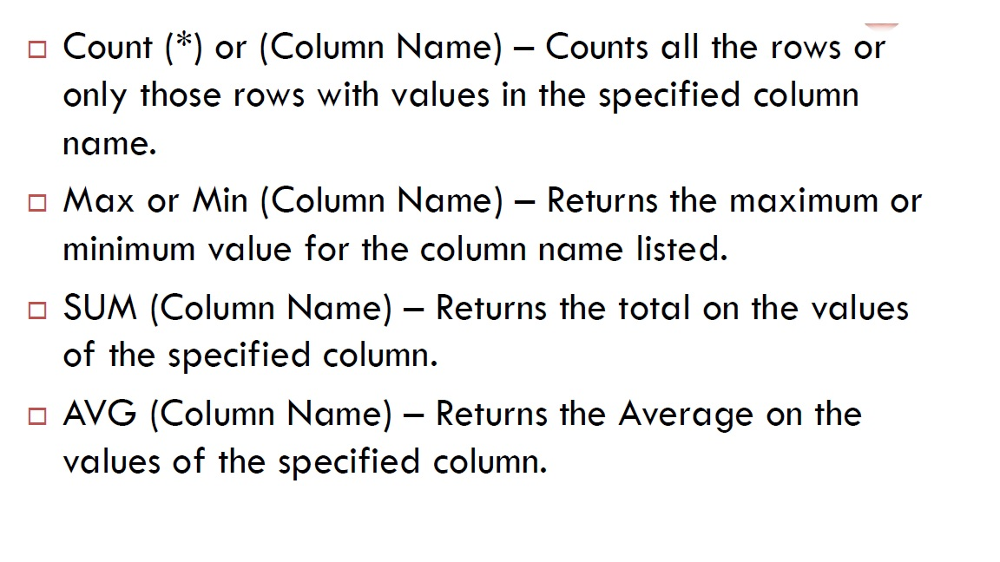 Count (*) or (Column Name) – Counts all the rows or
only those rows with values in the specified column
name.
Max or Min (Column Name) – Returns the maximum or
minimum value for the column name listed.
SUM (Column Name) – Returns the total on the values
of the specified column.
AVG (Column Name) – Returns the Average on the
values of the specified column.